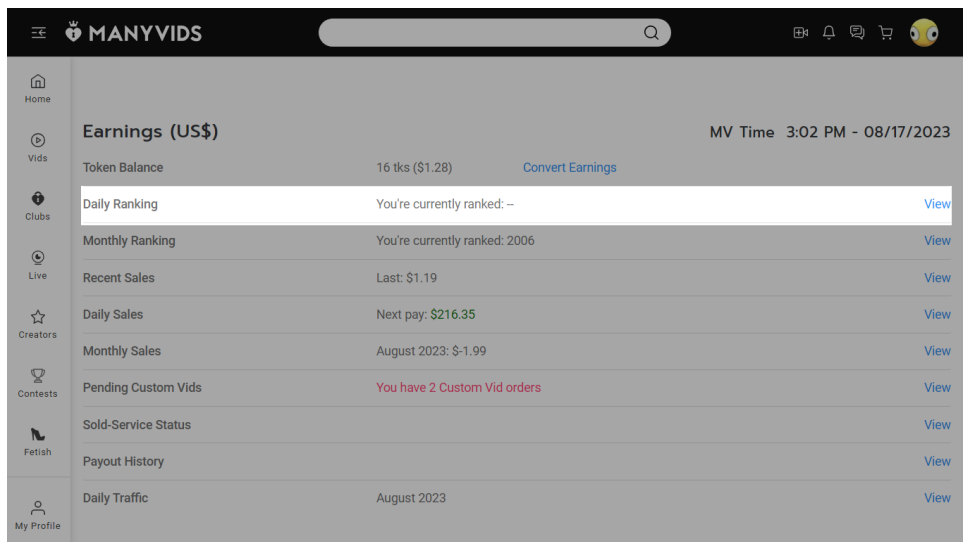 MANYVIDS
Home
Vids
Clubs
Live
Creators
Contests
Fetish
My Profile
Earnings (US$) MV Time 3:02 PM - 08/17/2023
Token Balance 16 tks ($1.28) Convert Earnings
Daily Ranking You're currently ranked: -- View
Monthly Ranking You're currently ranked: 2006 View
Recent Sales Last: $1.19 View
Daily Sales Next pay: $216.35 View
Monthly Sales August 2023: $-1.99 View
Pending Custom Vids You have 2 Custom Vid orders View
Sold-Service Status View
Payout History View
Daily Traffic August 2023 View